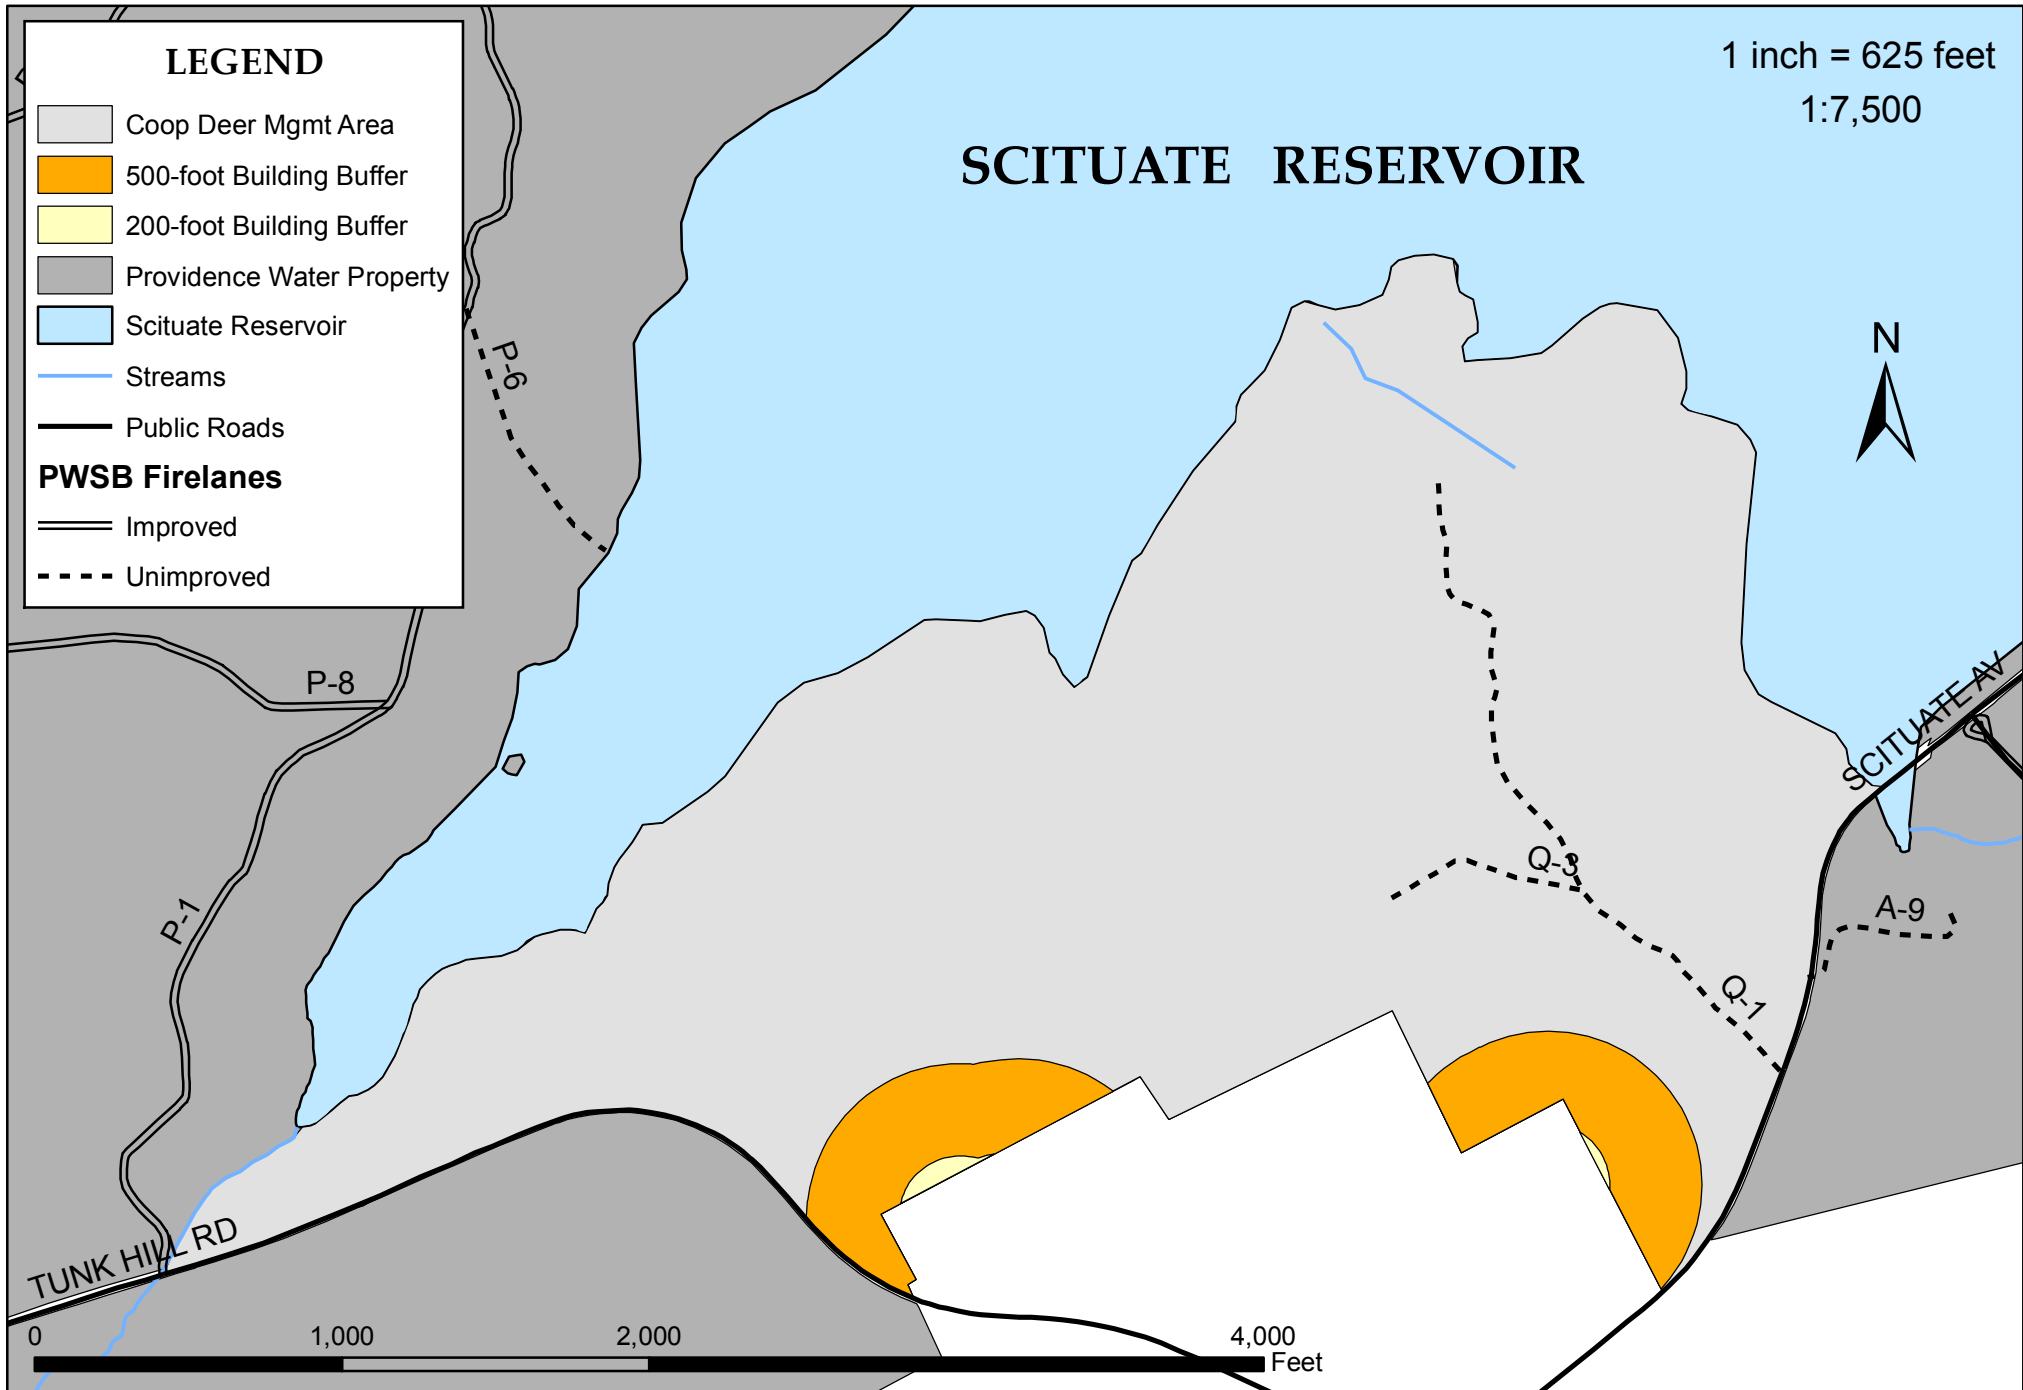 LEGEND
Coop Deer Mgmt Area
500-foot Building Buffer
200-foot Building Buffer
Providence Water Property
Scituate Reservoir
Streams
Public Roads
PWSB Firelanes
Improved
Unimproved
1 inch = 625 feet
1:7,500
SCITUATE RESERVOIR
N
P-6
P-8
P-1
SCITUATE AV
Q-3
A-9
Q-1
TUNK HILL RD
0 1,000 2,000 4,000
Feet